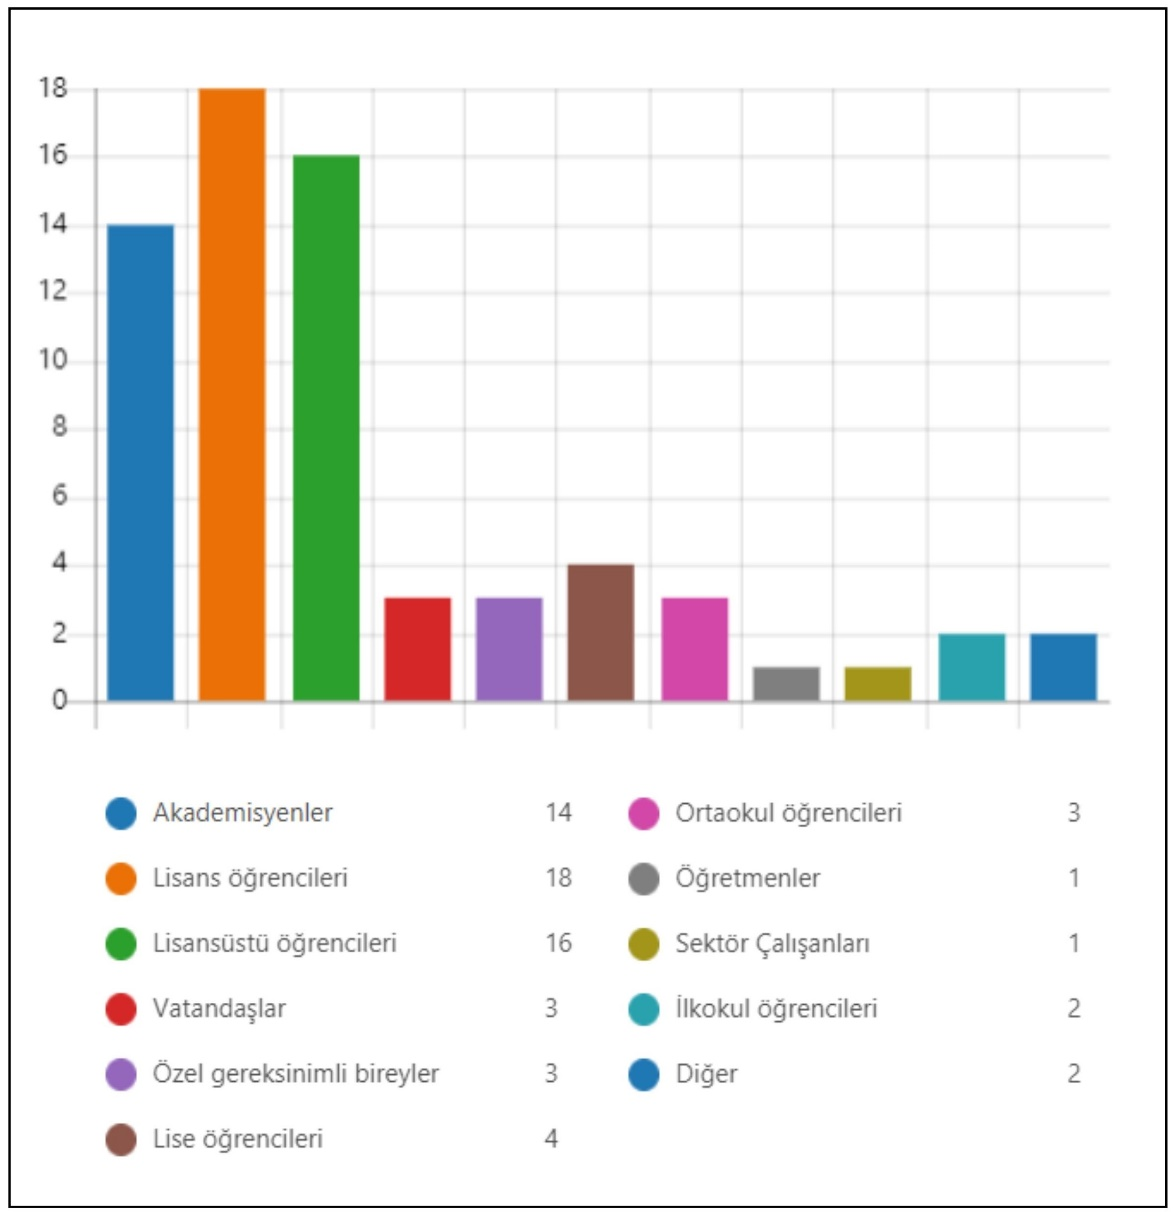 18
16
14
12
10
8
6
4
2
0
Akademisyenler 14
Lisans öğrencileri 18
Lisansüstü öğrencileri 16
Vatandaşlar 3
Özel gereksinimli bireyler 3
Lise öğrencileri 4
Ortaokul öğrencileri 3
Öğretmenler 1
Sektör Çalışanları 1
İlkokul öğrencileri 2
Diğer 2